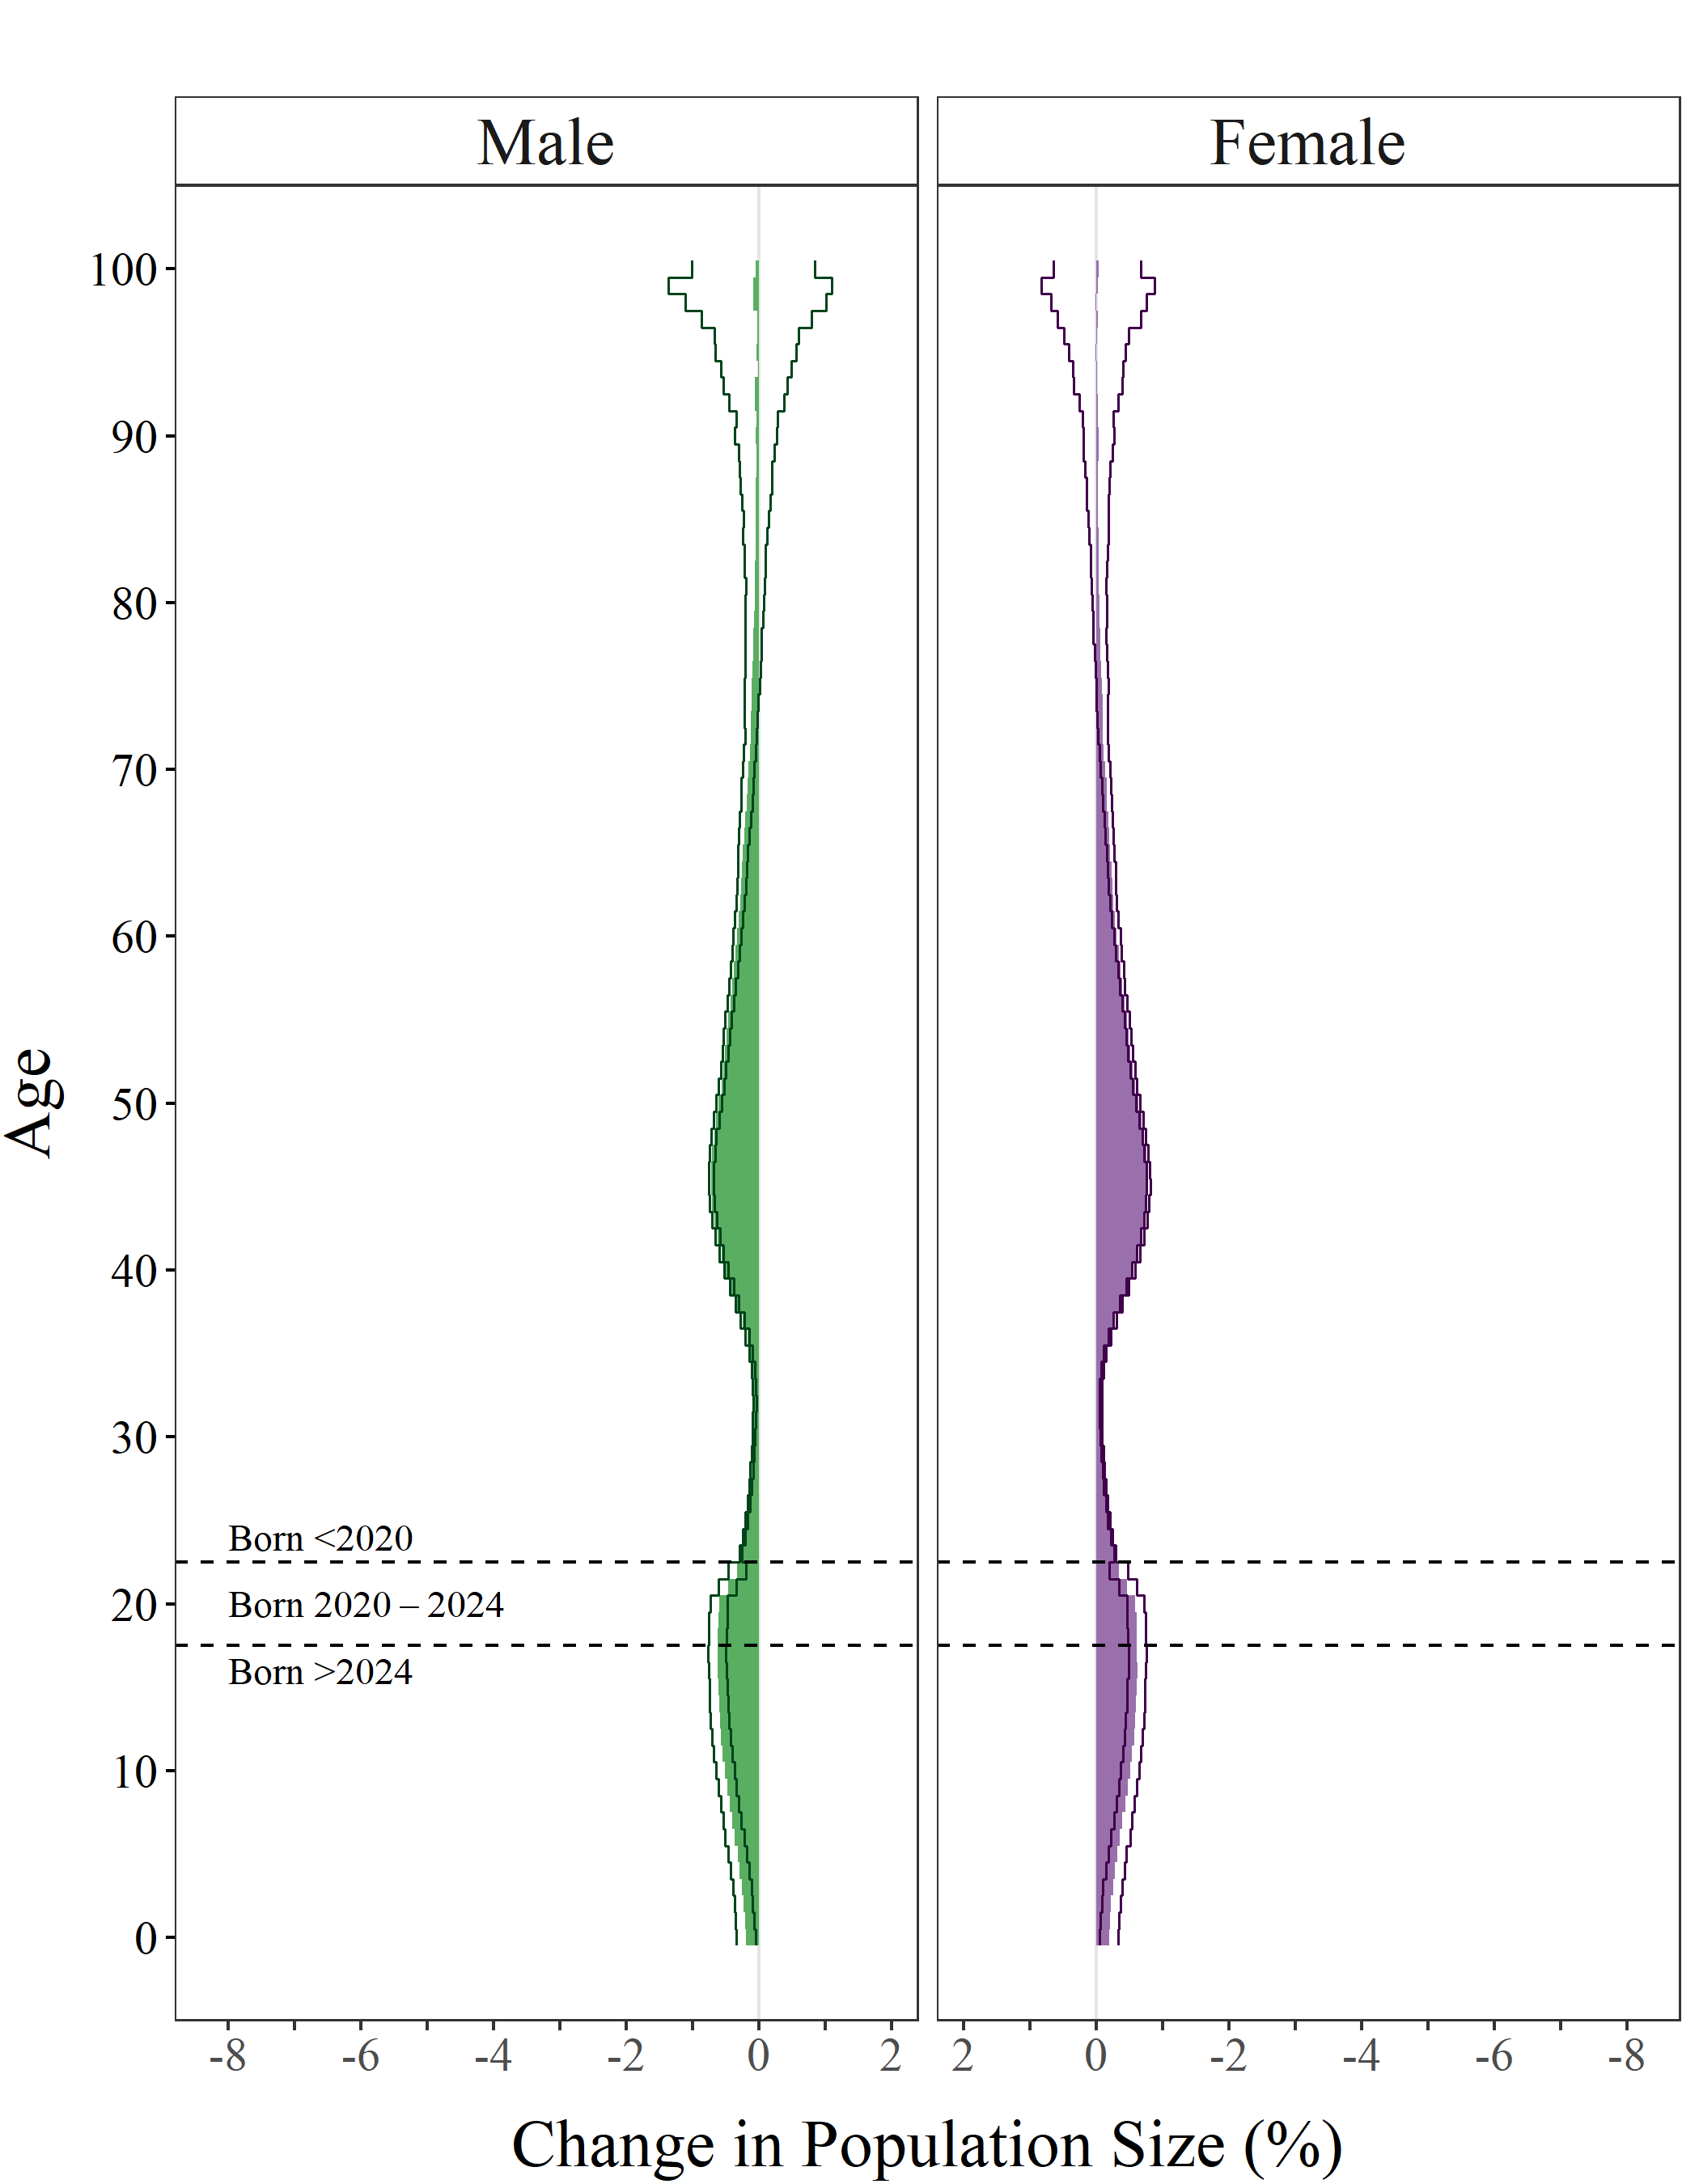 Male Female
100
90
80
70
60
50
40
30
20
10
0
Age
Born <2020
Born 2020 – 2024
Born >2024
-8 -6 -4 -2 0 2 2 0 -2 -4 -6 -8
Change in Population Size (%)